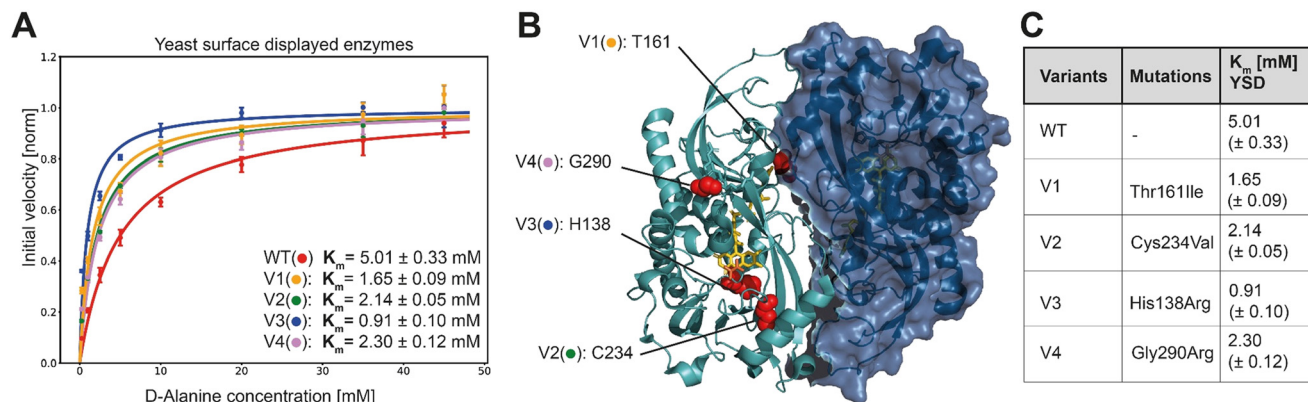 A
Yeast surface displayed enzymes
Initial velocity [norm]
1.2
1.0
0.8
0.6
0.4
0.2
0.0
WT(●) Km = 5.01 ± 0.33 mM
V1(●): Km = 1.65 ± 0.09 mM
V2(●): Km = 2.14 ± 0.05 mM
V3(●): Km = 0.91 ± 0.10 mM
V4(●): Km = 2.30 ± 0.12 mM
0 10 20 30 40 50
D-Alanine concentration [mM]
B
V1(●): T161
V4(●): G290
V3(●): H138
V2(●): C234
C
Variants Mutations Km [mM]
YSD
WT - 5.01
(± 0.33)
V1 Thr161Ile 1.65
(± 0.09)
V2 Cys234Val 2.14
(± 0.05)
V3 His138Arg 0.91
(± 0.10)
V4 Gly290Arg 2.30
(± 0.12)